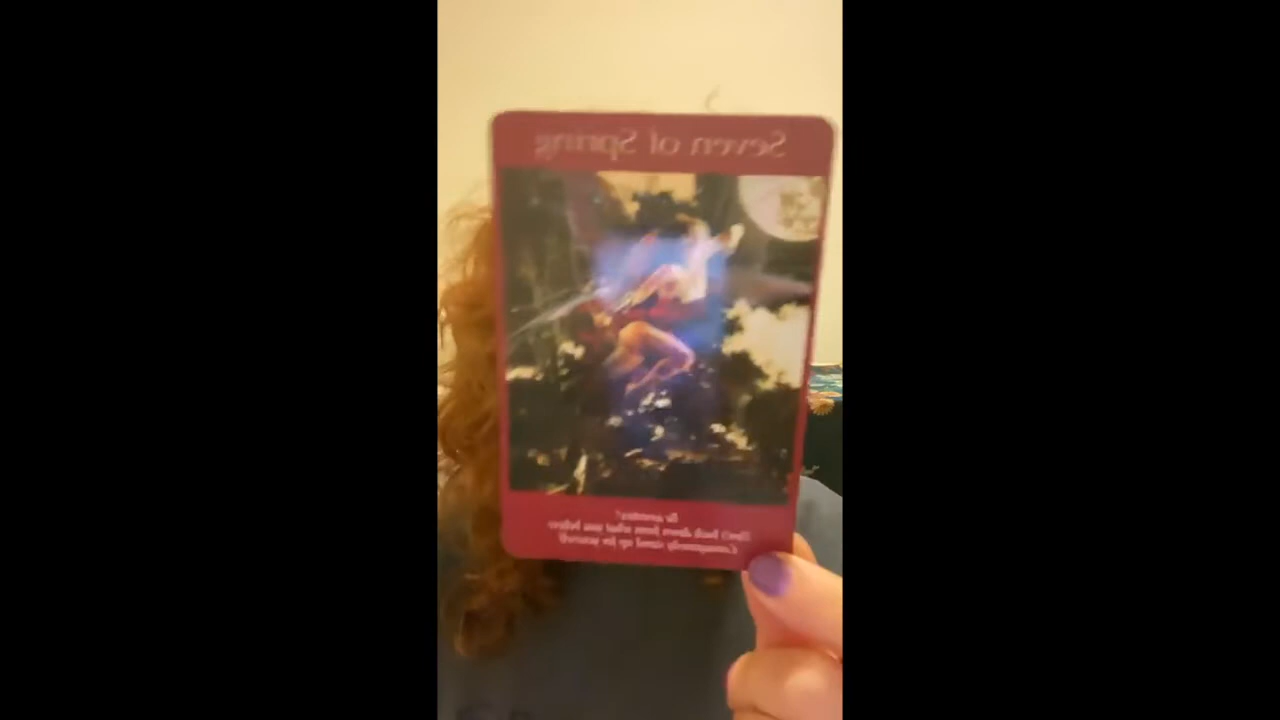 Seven of Spring
Be assertive!
Don't back down from what you believe
Courageously stand up for yourself